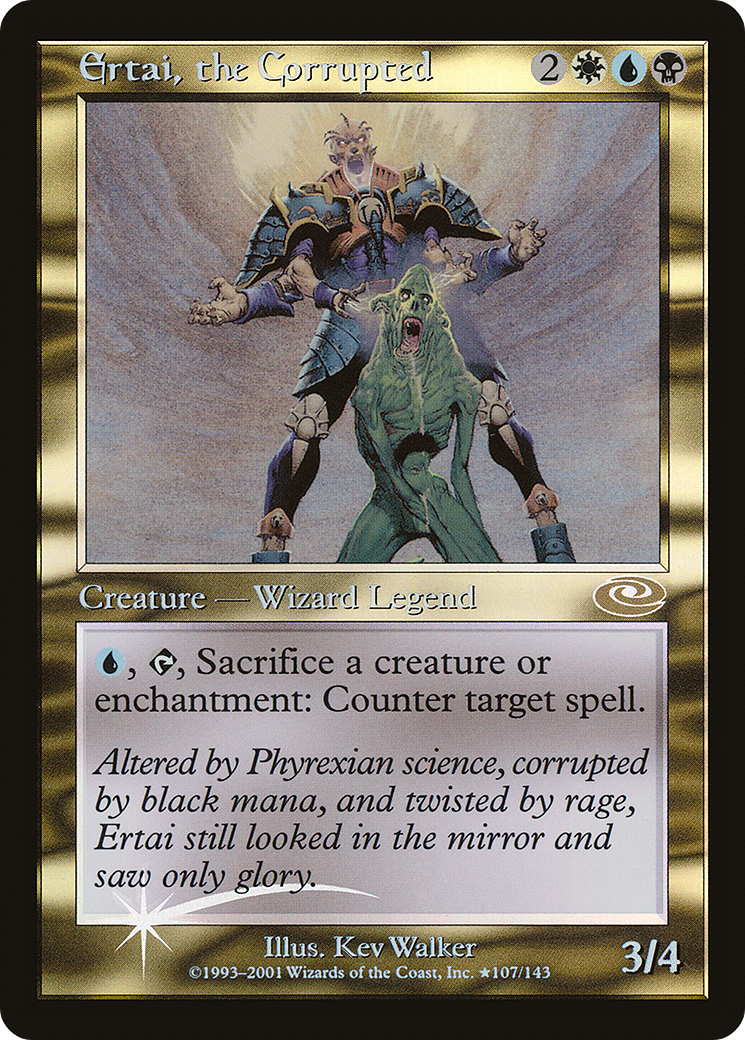 Ertai, the Corrupted 2
Creature — Wizard Legend
, , Sacrifice a creature or
enchantment: Counter target spell.
Altered by Phyrexian science, corrupted
by black mana, and twisted by rage,
Ertai still looked in the mirror and
saw only glory.
Illus. Kev Walker
©1993–2001 Wizards of the Coast, Inc. ★107/143
3/4